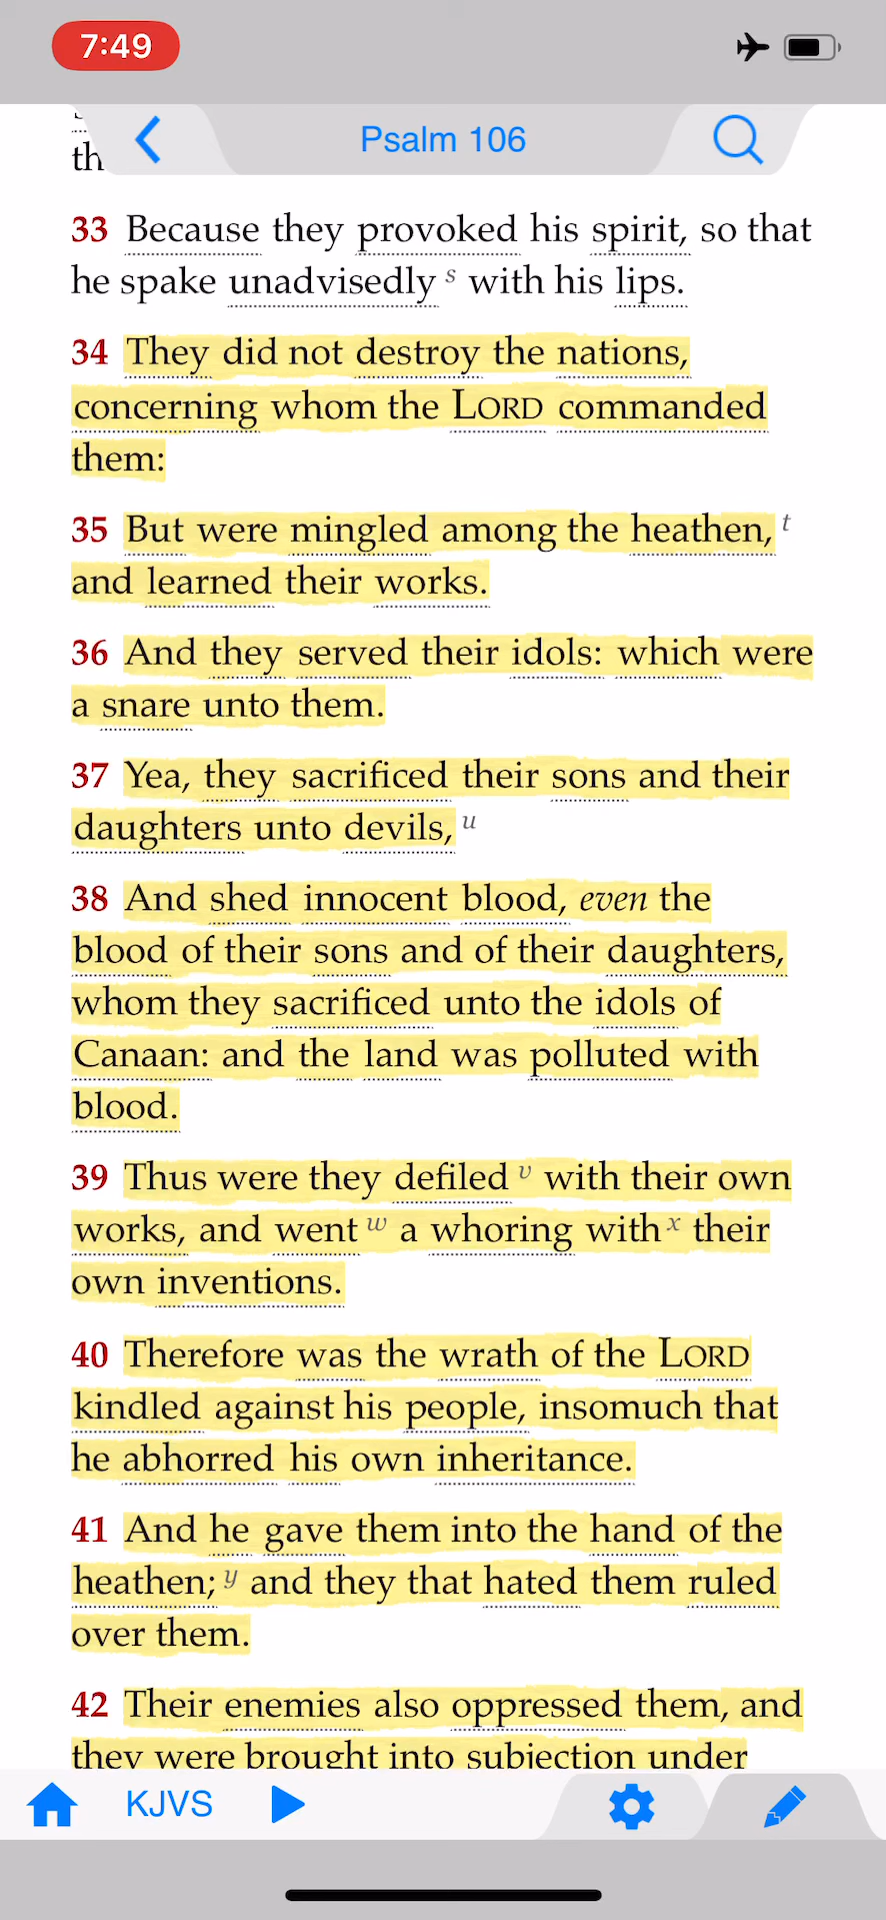 7:49
Psalm 106
th
33 Because they provoked his spirit, so that
he spake unadvisedly s with his lips.
34 They did not destroy the nations,
concerning whom the LORD commanded
them:
35 But were mingled among the heathen, t
and learned their works.
36 And they served their idols: which were
a snare unto them.
37 Yea, they sacrificed their sons and their
daughters unto devils, u
38 And shed innocent blood, even the
blood of their sons and of their daughters,
whom they sacrificed unto the idols of
Canaan: and the land was polluted with
blood.
39 Thus were they defiled v with their own
works, and went w a whoring with x their
own inventions.
40 Therefore was the wrath of the LORD
kindled against his people, insomuch that
he abhorred his own inheritance.
41 And he gave them into the hand of the
heathen; y and they that hated them ruled
over them.
42 Their enemies also oppressed them, and
they were brought into subjection under
KJVS